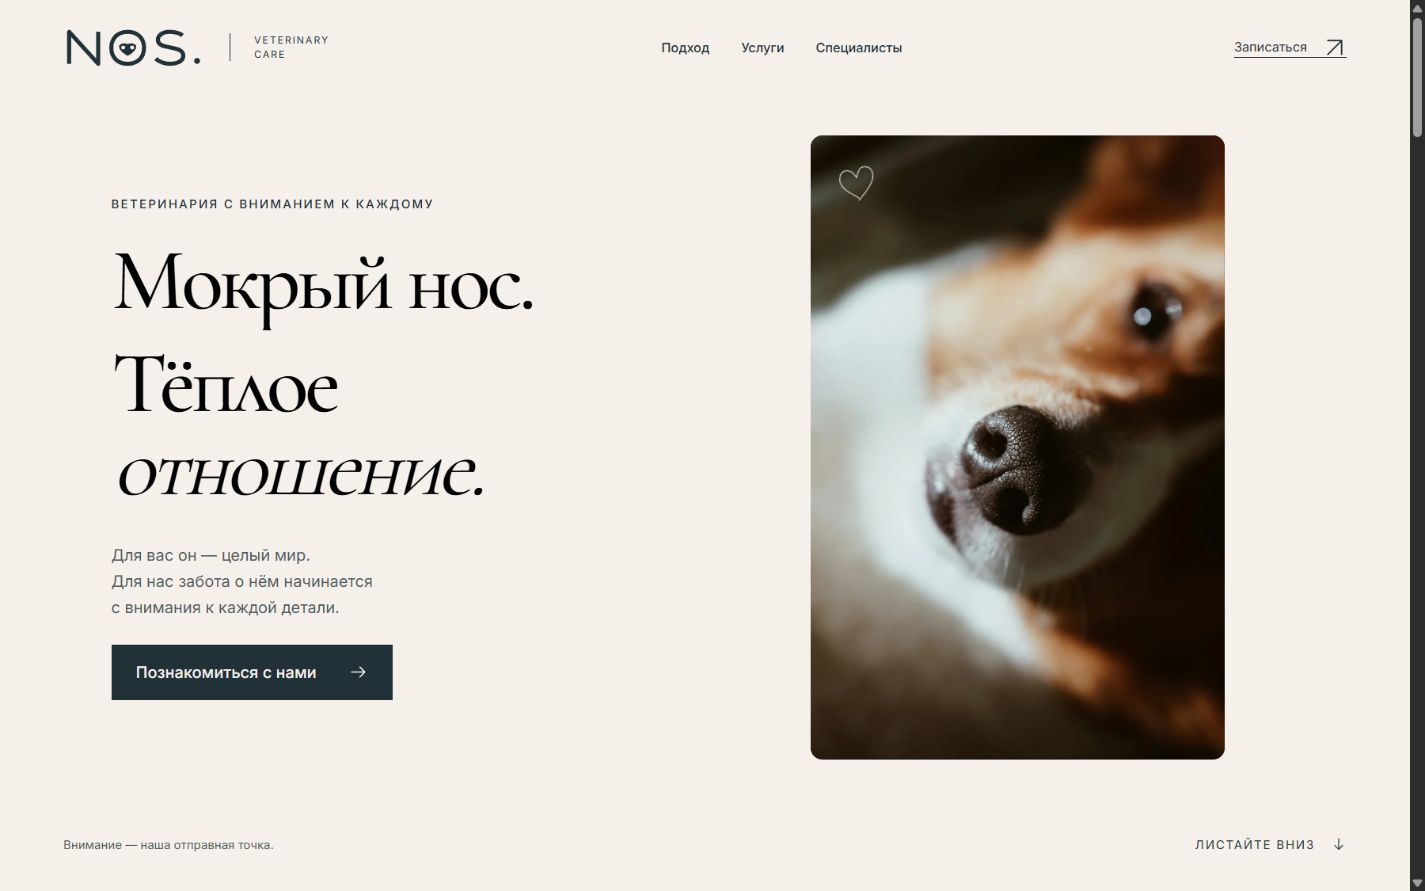 NOS.
VETERINARY
CARE
Подход
Услуги
Специалисты
Записаться
ВЕТЕРИНАРИЯ С ВНИМАНИЕМ К КАЖДОМУ
Мокрый нос.
Тёплое
отношение.
Для вас он — целый мир.
Для нас забота о нём начинается
с внимания к каждой детали.
Познакомиться с нами
Внимание — наша отправная точка.
ЛИСТАЙТЕ ВНИЗ